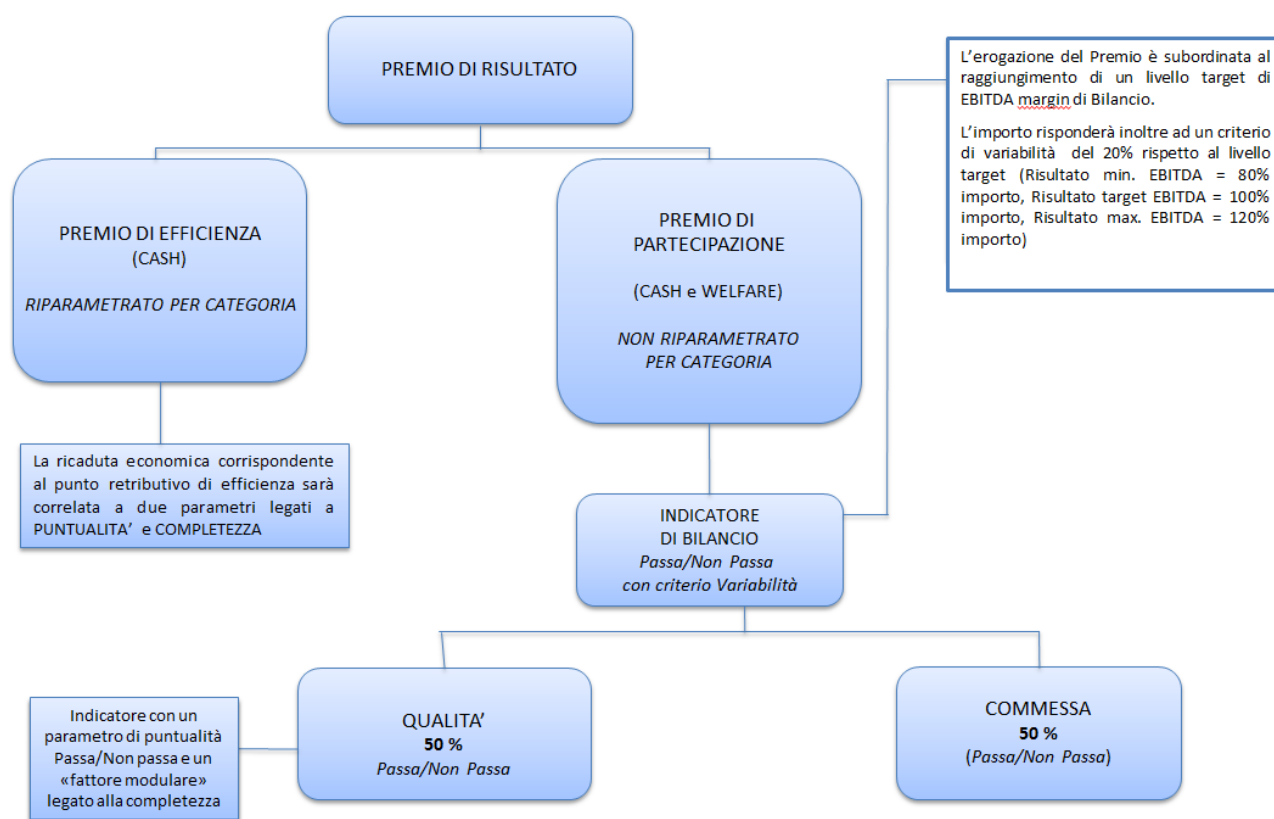 PREMIO DI RISULTATO
L’erogazione del Premio è subordinata al
raggiungimento di un livello target di
EBITDA margin di Bilancio.
L’importo risponderà inoltre ad un criterio
di variabilità del 20% rispetto al livello
target (Risultato min. EBITDA = 80%
importo, Risultato target EBITDA = 100%
importo, Risultato max. EBITDA = 120%
importo)
PREMIO DI EFFICIENZA
(CASH)
RIPARAMETRATO PER CATEGORIA
PREMIO DI
PARTECIPAZIONE
(CASH e WELFARE)
NON RIPARAMETRATO
PER CATEGORIA
La ricaduta economica corrispondente
al punto retributivo di efficienza sarà
correlata a due parametri legati a
PUNTUALITA’ e COMPLETEZZA
INDICATORE
DI BILANCIO
Passa/Non Passa
con criterio Variabilità
Indicatore con un
parametro di puntualità
Passa/Non passa e un
«fattore modulare»
legato alla completezza
QUALITA’
50 %
Passa/Non Passa
COMMESSA
50 %
(Passa/Non Passa)